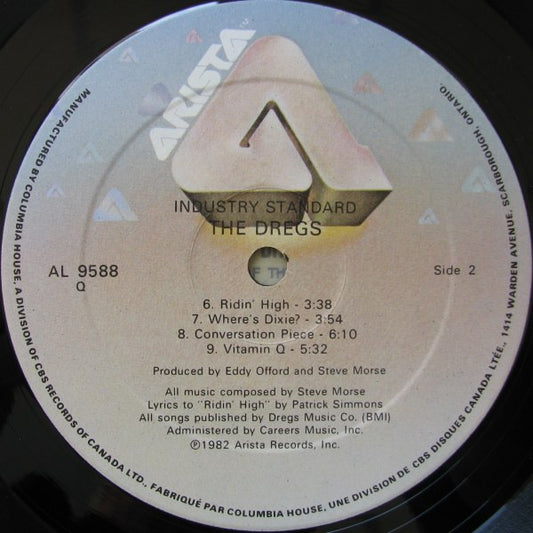 ARISTA™
INDUSTRY STANDARD
THE DREGS
AL 9588
Q
Side 2
6. Ridin' High - 3:38
7. Where's Dixie? - 3:54
8. Conversation Piece - 6:10
9. Vitamin Q - 5:32
Produced by Eddy Offord and Steve Morse
All music composed by Steve Morse
Lyrics to "Ridin' High" by Patrick Simmons
All songs published by Dregs Music Co. (BMI)
Administered by Careers Music, Inc.
℗1982 Arista Records, Inc.
MANUFACTURED BY COLUMBIA HOUSE, A DIVISION OF CBS RECORDS OF CANADA LTD., FABRIQUÉ PAR COLUMBIA HOUSE, UNE DIVISION DE CBS DISQUES CANADA LTÉE., 1414 WARDEN AVENUE, SCARBOROUGH, ONTARIO.